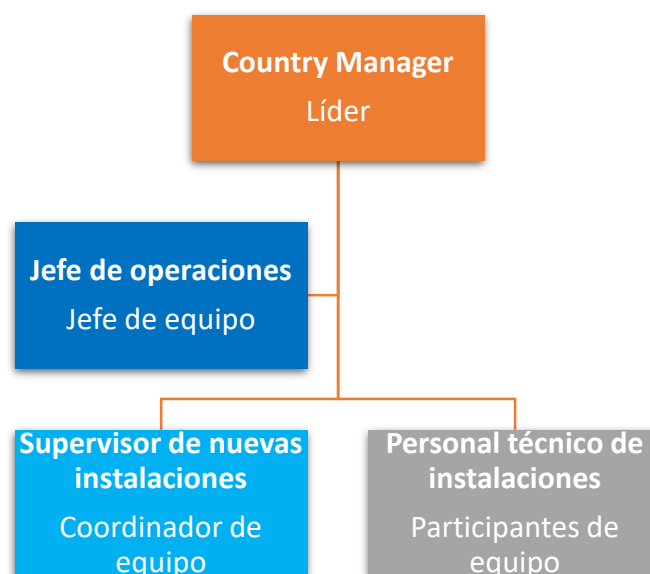 Country Manager
Líder
Jefe de operaciones
Jefe de equipo
Supervisor de nuevas
instalaciones
Coordinador de
equipo
Personal técnico de
instalaciones
Participantes de
equipo